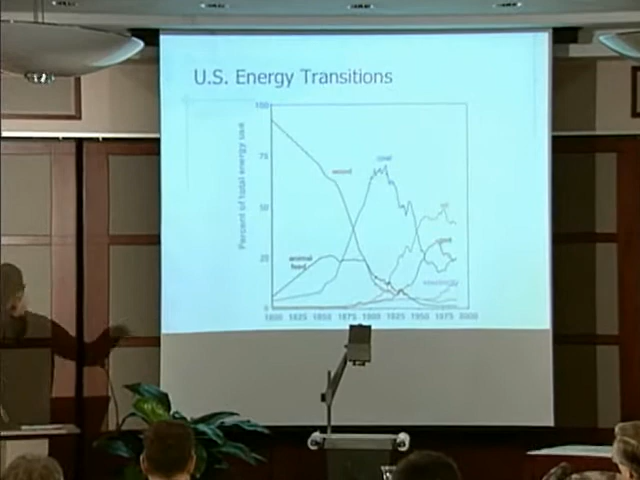 U.S. Energy Transitions
100
75
50
25
0
Percent of total energy use
wood
coal
oil
gas
animal
feed
1800 1825 1850 1875 1900 1925 1950 1975 2000